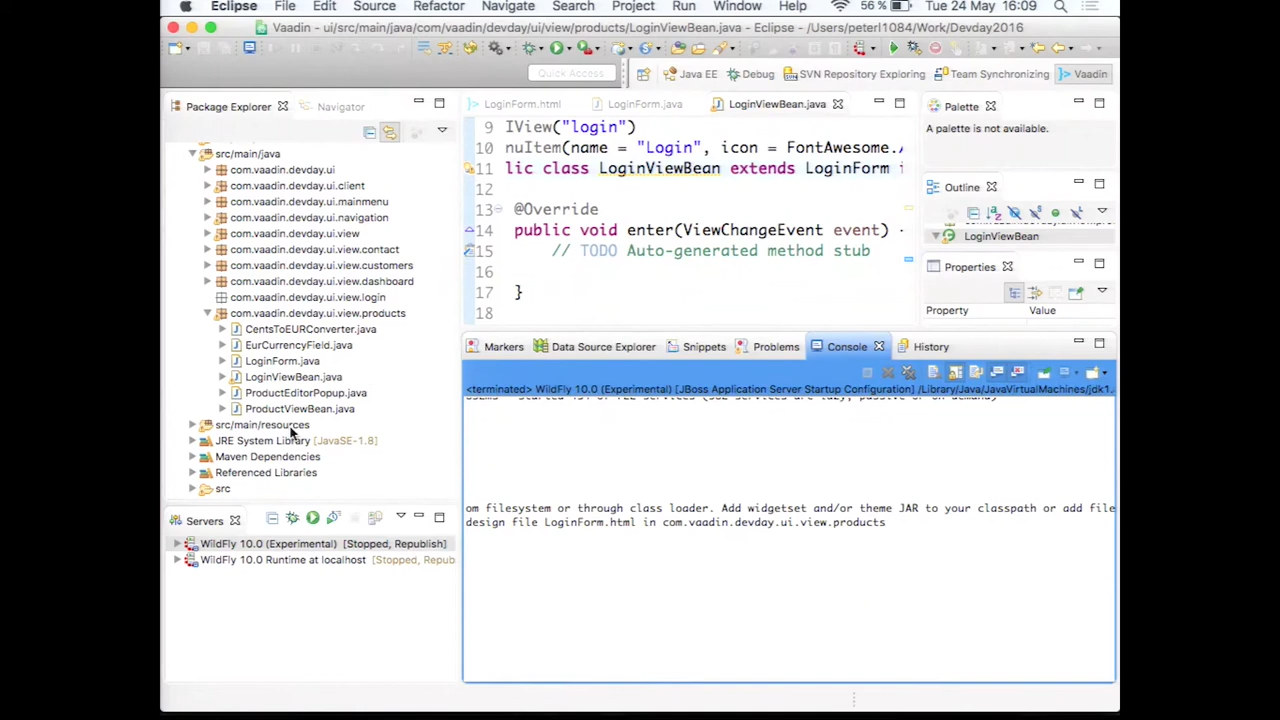 Eclipse File Edit Source Refactor Navigate Search Project Run Window Help 56% Tue 24 May 16:09
Vaadin - ui/src/main/java/com/vaadin/devday/ui/view/products/LoginViewBean.java - Eclipse - /Users/peterl1084/Work/Devday2016
Quick Access
Java EE
Debug
SVN Repository Exploring
Team Synchronizing
Vaadin
Package Explorer
Navigator
src/main/java
com.vaadin.devday.ui
com.vaadin.devday.ui.client
com.vaadin.devday.ui.mainmenu
com.vaadin.devday.ui.navigation
com.vaadin.devday.ui.view
com.vaadin.devday.ui.view.contact
com.vaadin.devday.ui.view.customers
com.vaadin.devday.ui.view.dashboard
com.vaadin.devday.ui.view.login
com.vaadin.devday.ui.view.products
CentsToEURConverter.java
EurCurrencyField.java
LoginForm.java
LoginViewBean.java
ProductEditorPopup.java
ProductViewBean.java
src/main/resources
JRE System Library [JavaSE-1.8]
Maven Dependencies
Referenced Libraries
src
Servers
WildFly 10.0 (Experimental) [Stopped, Republish]
WildFly 10.0 Runtime at localhost [Stopped, Repub
LoginForm.html
LoginForm.java
LoginViewBean.java
9 IView("login")
10 nuItem(name = "Login", icon = FontAwesome.
11 lic class LoginViewBean extends LoginForm i
12
13 @Override
14 public void enter(ViewChangeEvent event)
15 // TODO Auto-generated method stub
16
17 }
18
Palette
A palette is not available.
Outline
LoginViewBean
Properties
Property Value
Markers
Data Source Explorer
Snippets
Problems
Console
History
<terminated> WildFly 10.0 (Experimental) [JBoss Application Server Startup Configuration] /Library/Java/JavaVirtualMachines/jdk1.
om filesystem or through class loader. Add widgetset and/or theme JAR to your classpath or add file
design file LoginForm.html in com.vaadin.devday.ui.view.products